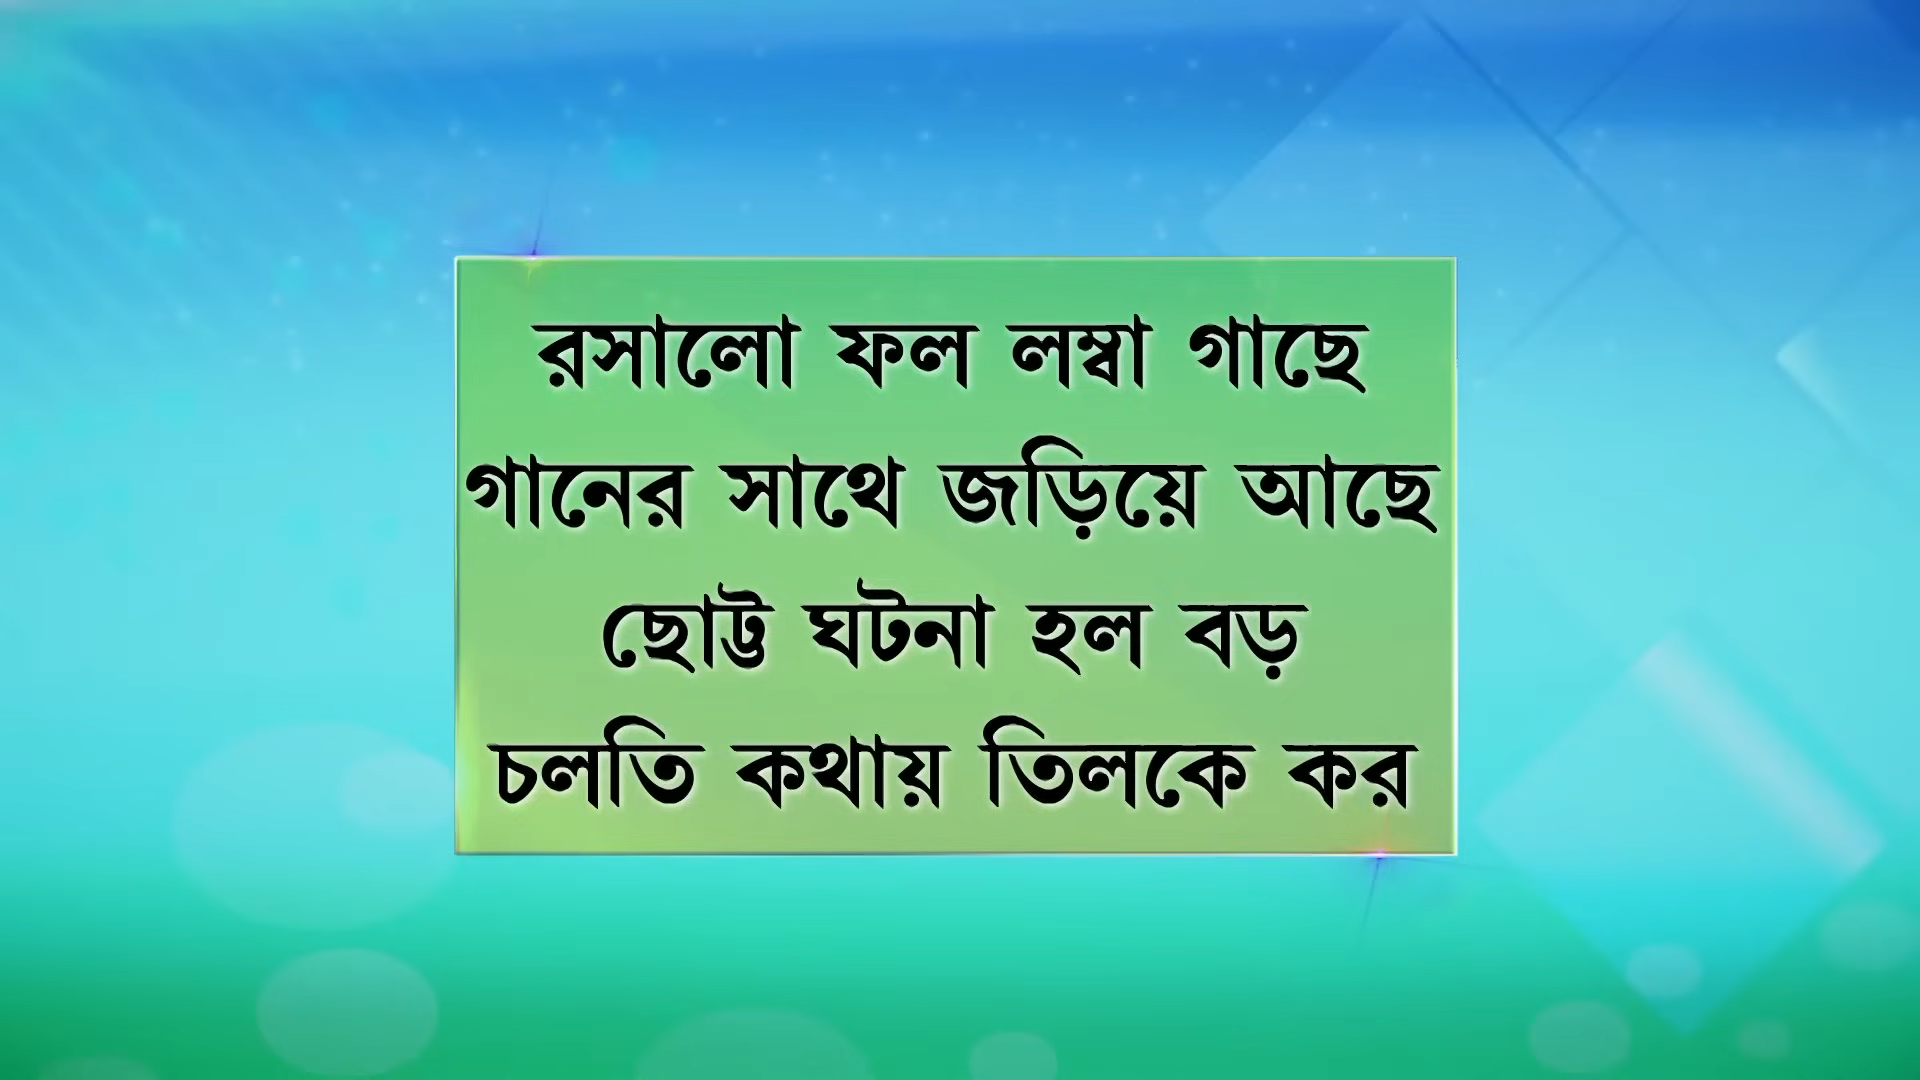 রসালো ফল লম্বা গাছে
গানের সাথে জড়িয়ে আছে
ছোট্ট ঘটনা হল বড়
চলতি কথায় তিলকে কর